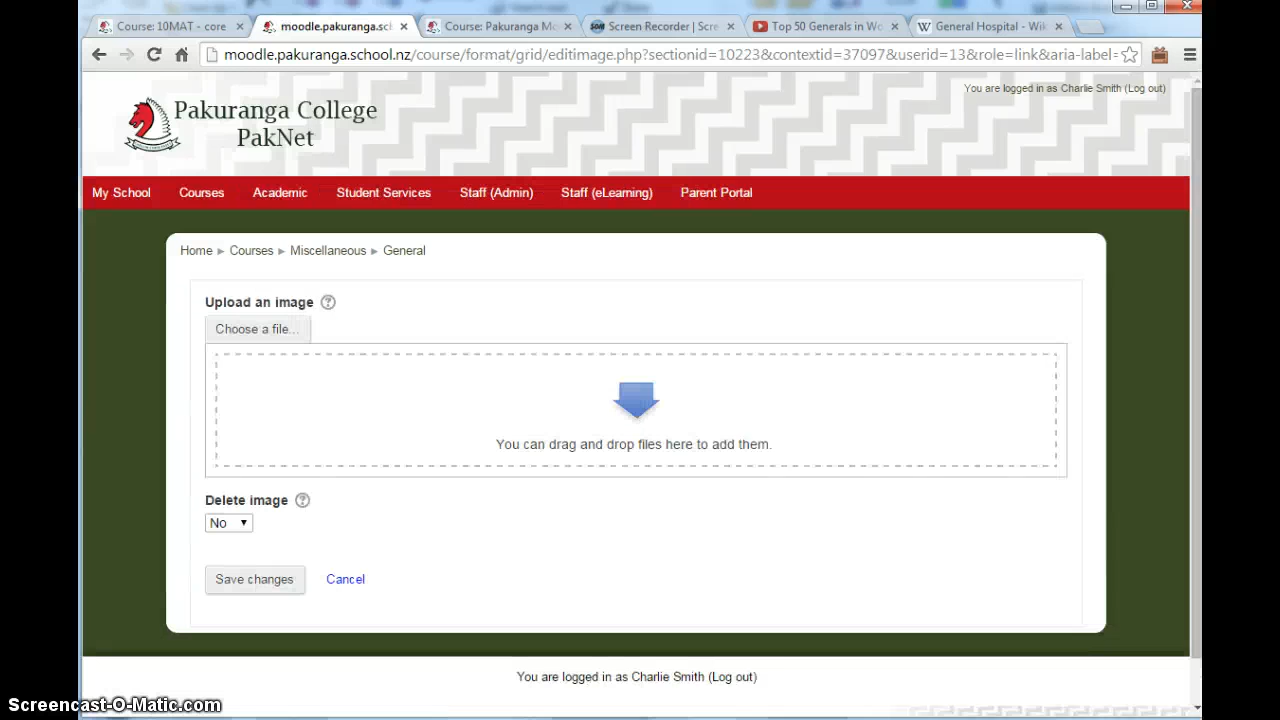 Course: 10MAT - core
moodle.pakuranga.sch
Course: Pakuranga Mo
Screen Recorder | Scre
Top 50 Generals in Wo
General Hospital - Wik
moodle.pakuranga.school.nz/course/format/grid/editimage.php?sectionid=10223&contextid=37097&userid=13&role=link&aria-label=
You are logged in as Charlie Smith (Log out)
Pakuranga College
PakNet
My School Courses Academic Student Services Staff (Admin) Staff (eLearning) Parent Portal
Home ► Courses ► Miscellaneous ► General
Upload an image
Choose a file...
You can drag and drop files here to add them.
Delete image
No
Save changes Cancel
You are logged in as Charlie Smith (Log out)
Screencast-O-Matic.com